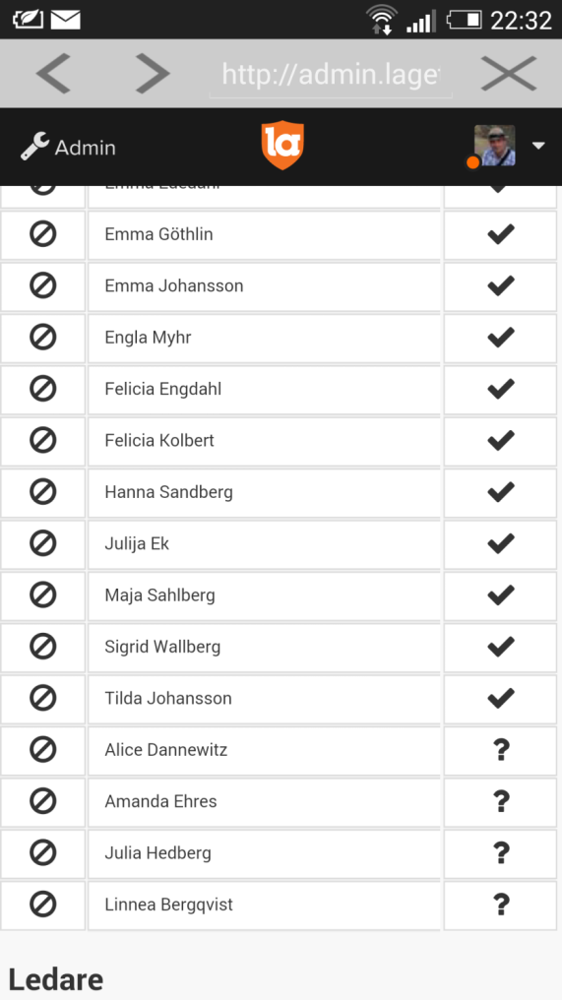 22:32
http://admin.lage
Admin
la
Emma Göthlin
Emma Johansson
Engla Myhr
Felicia Engdahl
Felicia Kolbert
Hanna Sandberg
Julija Ek
Maja Sahlberg
Sigrid Wallberg
Tilda Johansson
Alice Dannewitz ?
Amanda Ehres ?
Julia Hedberg ?
Linnea Bergqvist ?
Ledare